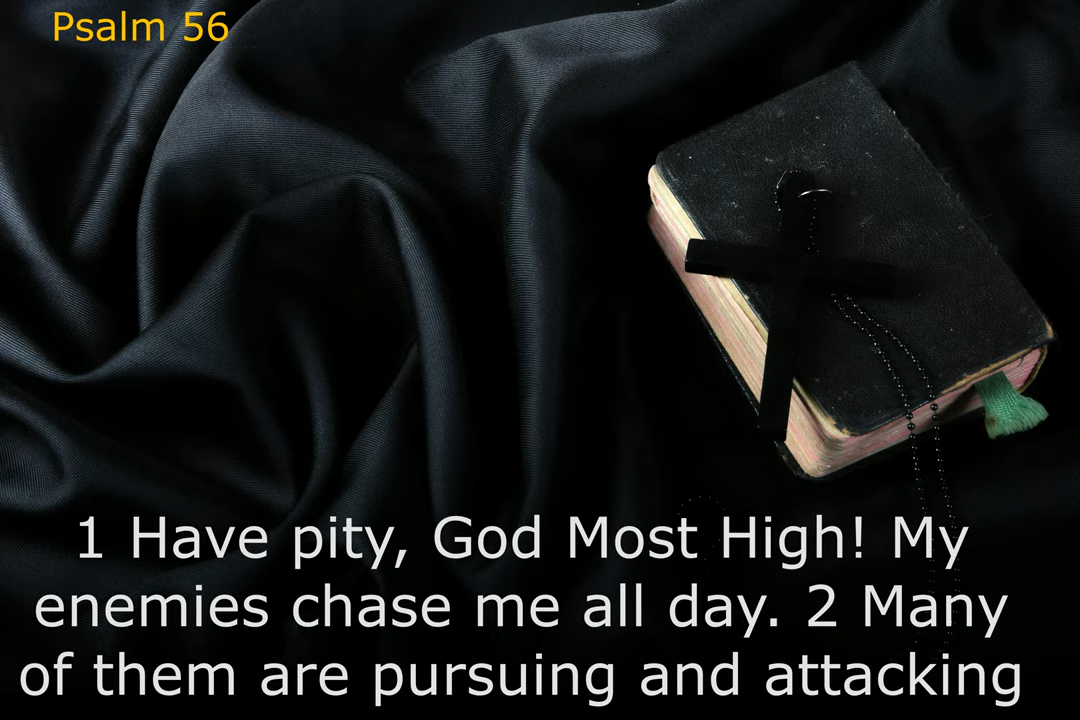 Psalm 56
1 Have pity, God Most High! My
enemies chase me all day. 2 Many
of them are pursuing and attacking